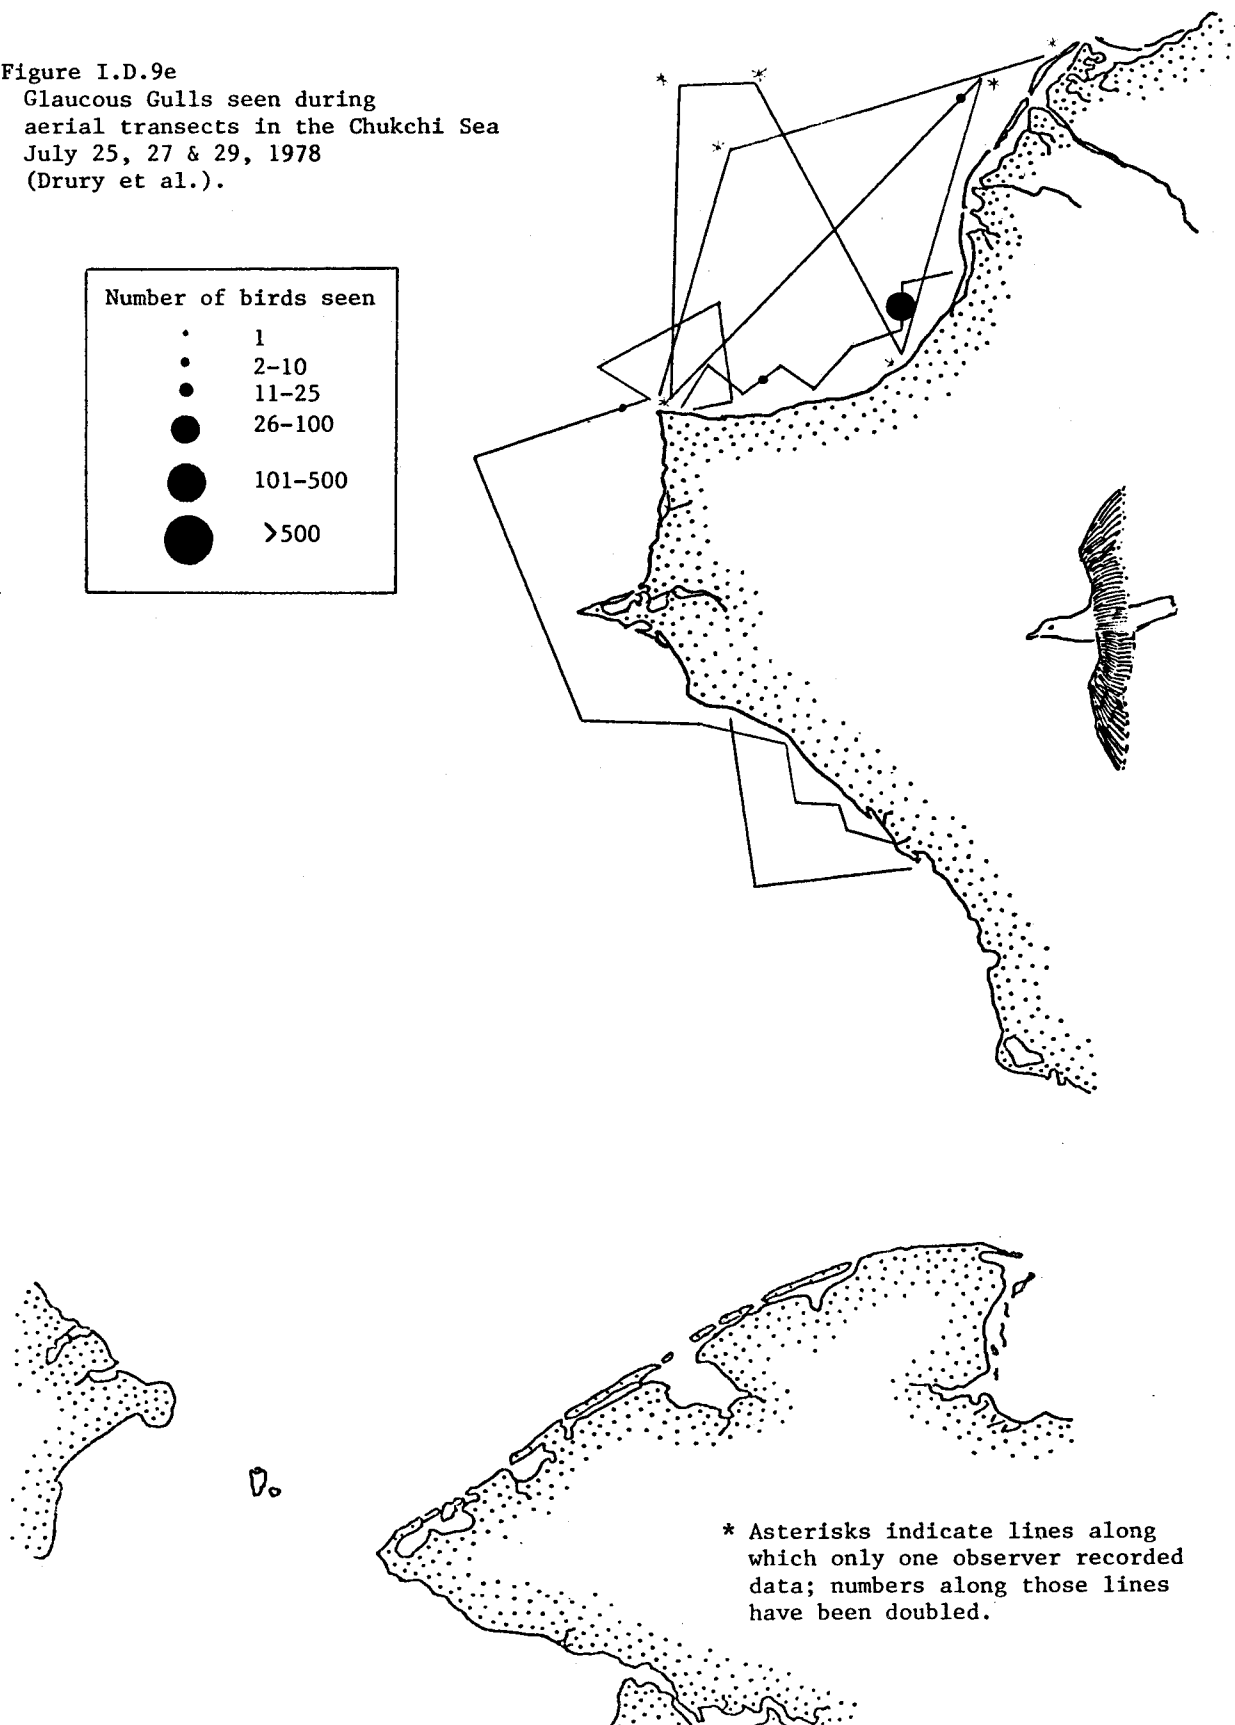 Figure I.D.9e
Glaucous Gulls seen during
aerial transects in the Chukchi Sea
July 25, 27 & 29, 1978
(Drury et al.).
Number of birds seen
1
2-10
11-25
26-100
101-500
>500
* Asterisks indicate lines along
which only one observer recorded
data; numbers along those lines
have been doubled.